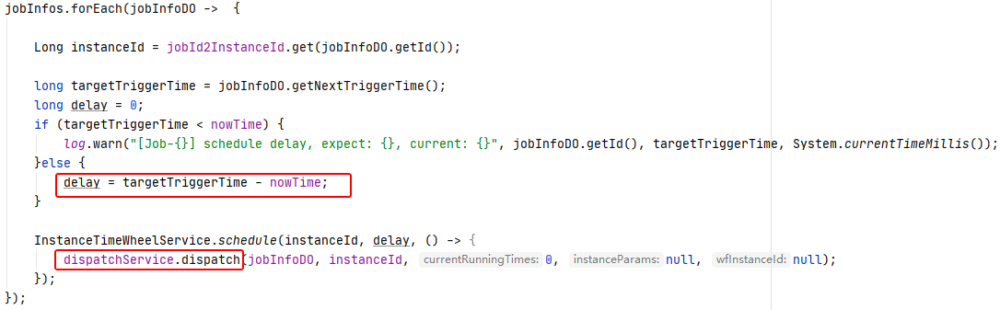 jobInfos.forEach(jobInfoDO ->  {
Long instanceId = jobId2InstanceId.get(jobInfoDO.getId());
long targetTriggerTime = jobInfoDO.getNextTriggerTime();
long delay = 0;
if (targetTriggerTime < nowTime) {
log.warn("[Job-{}] schedule delay, expect: {}, current: {}", jobInfoDO.getId(), targetTriggerTime, System.currentTimeMillis());
}else {
delay = targetTriggerTime - nowTime;
}
InstanceTimeWheelService.schedule(instanceId, delay, () -> {
dispatchService.dispatch(jobInfoDO, instanceId, currentRunningTimes: 0, instanceParams: null, wfInstanceId: null);
});
});